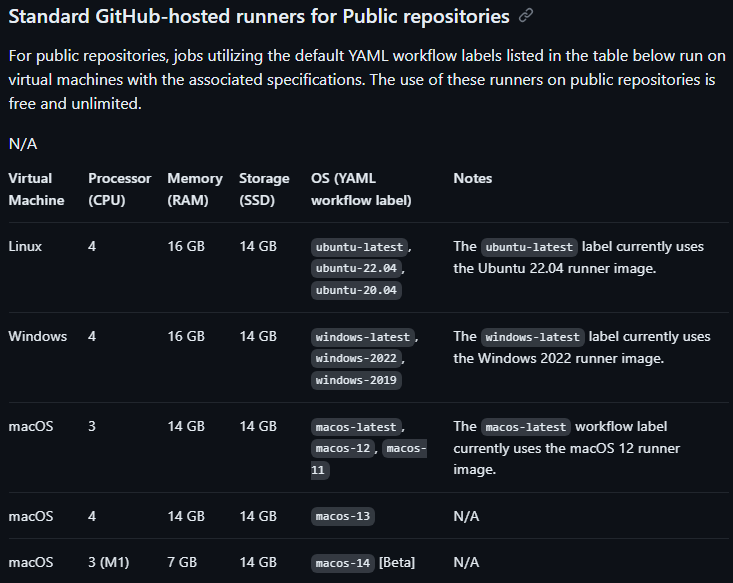 Standard GitHub-hosted runners for Public repositories
For public repositories, jobs utilizing the default YAML workflow labels listed in the table below run on
virtual machines with the associated specifications. The use of these runners on public repositories is
free and unlimited.
N/A
Virtual Machine Processor (CPU) Memory (RAM) Storage (SSD) OS (YAML workflow label) Notes
Linux 4 16 GB 14 GB ubuntu-latest, ubuntu-22.04, ubuntu-20.04 The ubuntu-latest label currently uses the Ubuntu 22.04 runner image.
Windows 4 16 GB 14 GB windows-latest, windows-2022, windows-2019 The windows-latest label currently uses the Windows 2022 runner image.
macOS 3 14 GB 14 GB macos-latest, macos-12, macos-11 The macos-latest workflow label currently uses the macOS 12 runner image.
macOS 4 14 GB 14 GB macos-13 N/A
macOS 3 (M1) 7 GB 14 GB macos-14 [Beta] N/A